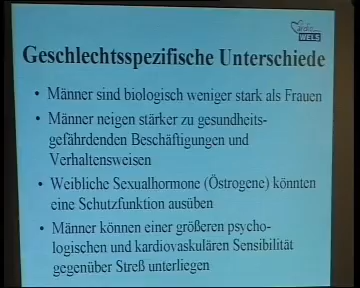 WELS
Geschlechtsspezifische Unterschiede
• Männer sind biologisch weniger stark als Frauen
• Männer neigen stärker zu gesundheits-
gefährdenden Beschäftigungen und
Verhaltensweisen
• Weibliche Sexualhormone (Östrogene) könnten
eine Schutzfunktion ausüben
• Männer können einer größeren psycho-
logischen und kardiovaskulären Sensibilität
gegenüber Streß unterliegen